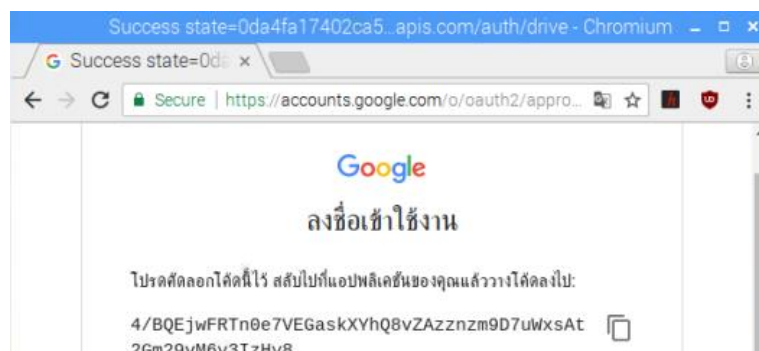 Success state=0da4fa17402ca5...apis.com/auth/drive - Chromium
G Success state=0da
Secure | https://accounts.google.com/o/oauth2/appro...
Google
ลงชื่อเข้าใช้งาน
โปรดคัดลอกโค้ดนี้ไว้ สลับไปที่แอปพลิเคชันของคุณแล้ววางโค้ดลงไป:
4/BQEjwFRTn0e7VEGaskXYhQ8vZAzznzm9D7uWxsAt